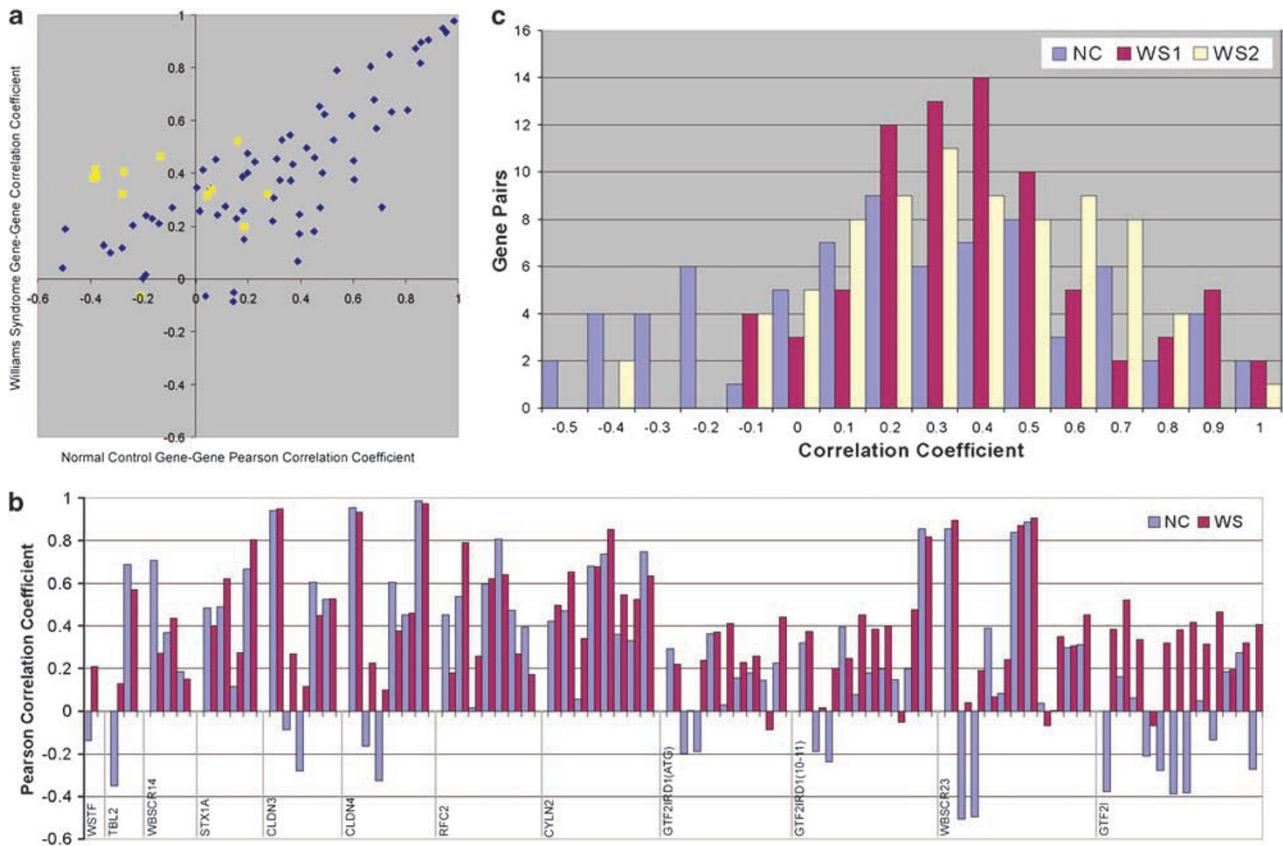 a
Williams Syndrome Gene-Gene Correlation Coefficient
1
0.8
0.6
0.4
0.2
0
-0.6 -0.4 -0.2 0 0.2 0.4 0.6 0.8 1
-0.2
-0.4
-0.6
Normal Control Gene-Gene Pearson Correlation Coefficient
c
Gene Pairs
16
14
12
10
8
6
4
2
0
NC WS1 WS2
-0.5 -0.4 -0.3 -0.2 -0.1 0 0.1 0.2 0.3 0.4 0.5 0.6 0.7 0.8 0.9 1
Correlation Coefficient
b
Pearson Correlation Coefficient
1
0.8
0.6
0.4
0.2
0
-0.2
-0.4
-0.6
NC WS
WSTF
TBL2
WBSCR14
STX1A
CLDN3
CLDN4
RFC2
CYLN2
GTF2IRD1(ATG)
GTF2IRD1(10-11)
WBSCR23
GTF2I